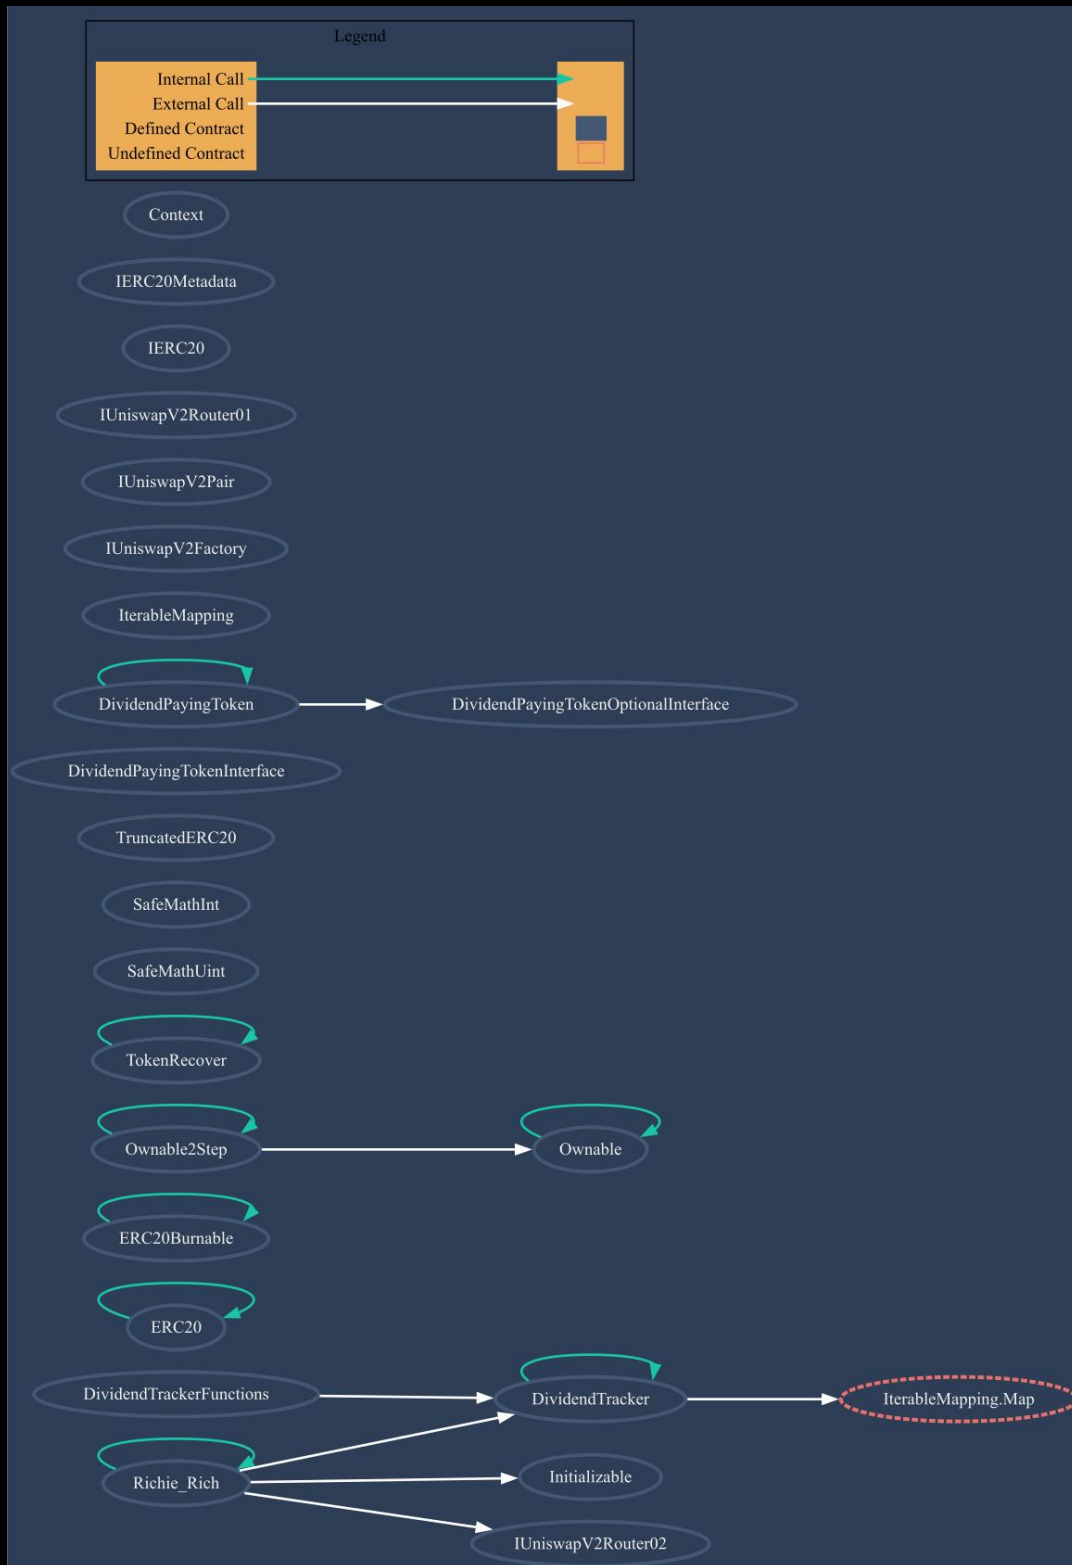 Legend
Internal Call
External Call
Defined Contract
Undefined Contract
Context
IERC20Metadata
IERC20
IUniswapV2Router01
IUniswapV2Pair
IUniswapV2Factory
IterableMapping
DividendPayingToken
DividendPayingTokenOptionalInterface
DividendPayingTokenInterface
TruncatedERC20
SafeMathInt
SafeMathUint
TokenRecover
Ownable2Step
Ownable
ERC20Burnable
ERC20
DividendTrackerFunctions
DividendTracker
IterableMapping.Map
Richie_Rich
Initializable
IUniswapV2Router02